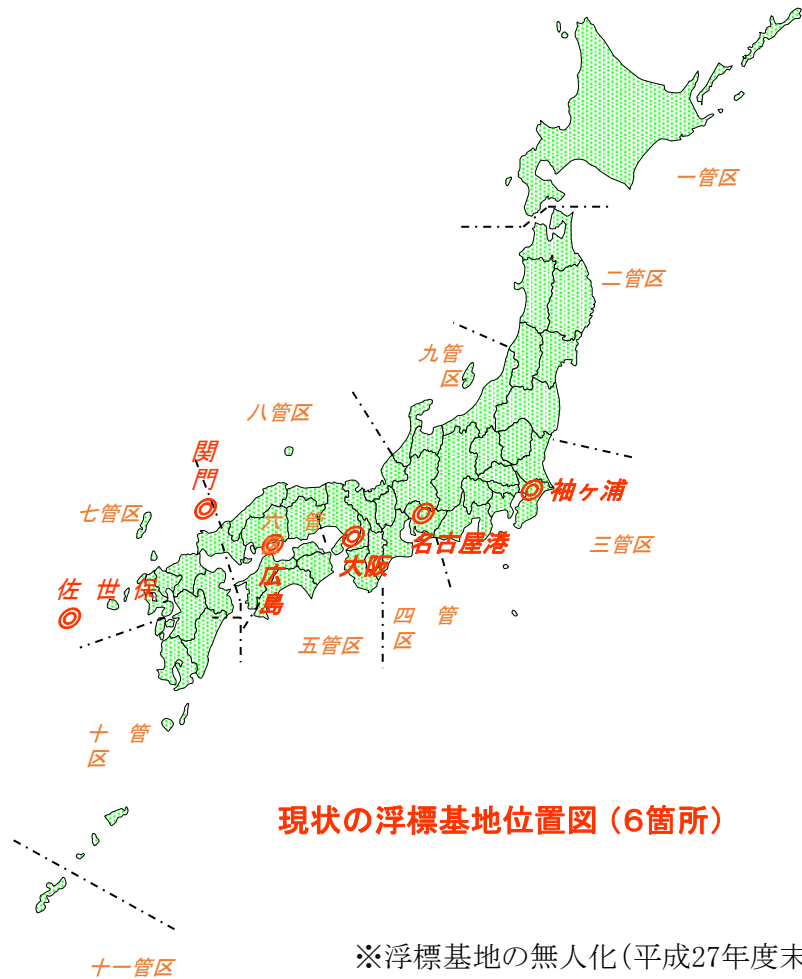 一管区
二管区
九管
区
八管区
関
門
七管区
六 管
袖ヶ浦
名古屋港
三管区
大阪
広
島
佐 世 保
四 管
区
五管区
十 管
区
現状の浮標基地位置図（6箇所）
※浮標基地の無人化（平成27年度末
十一管区